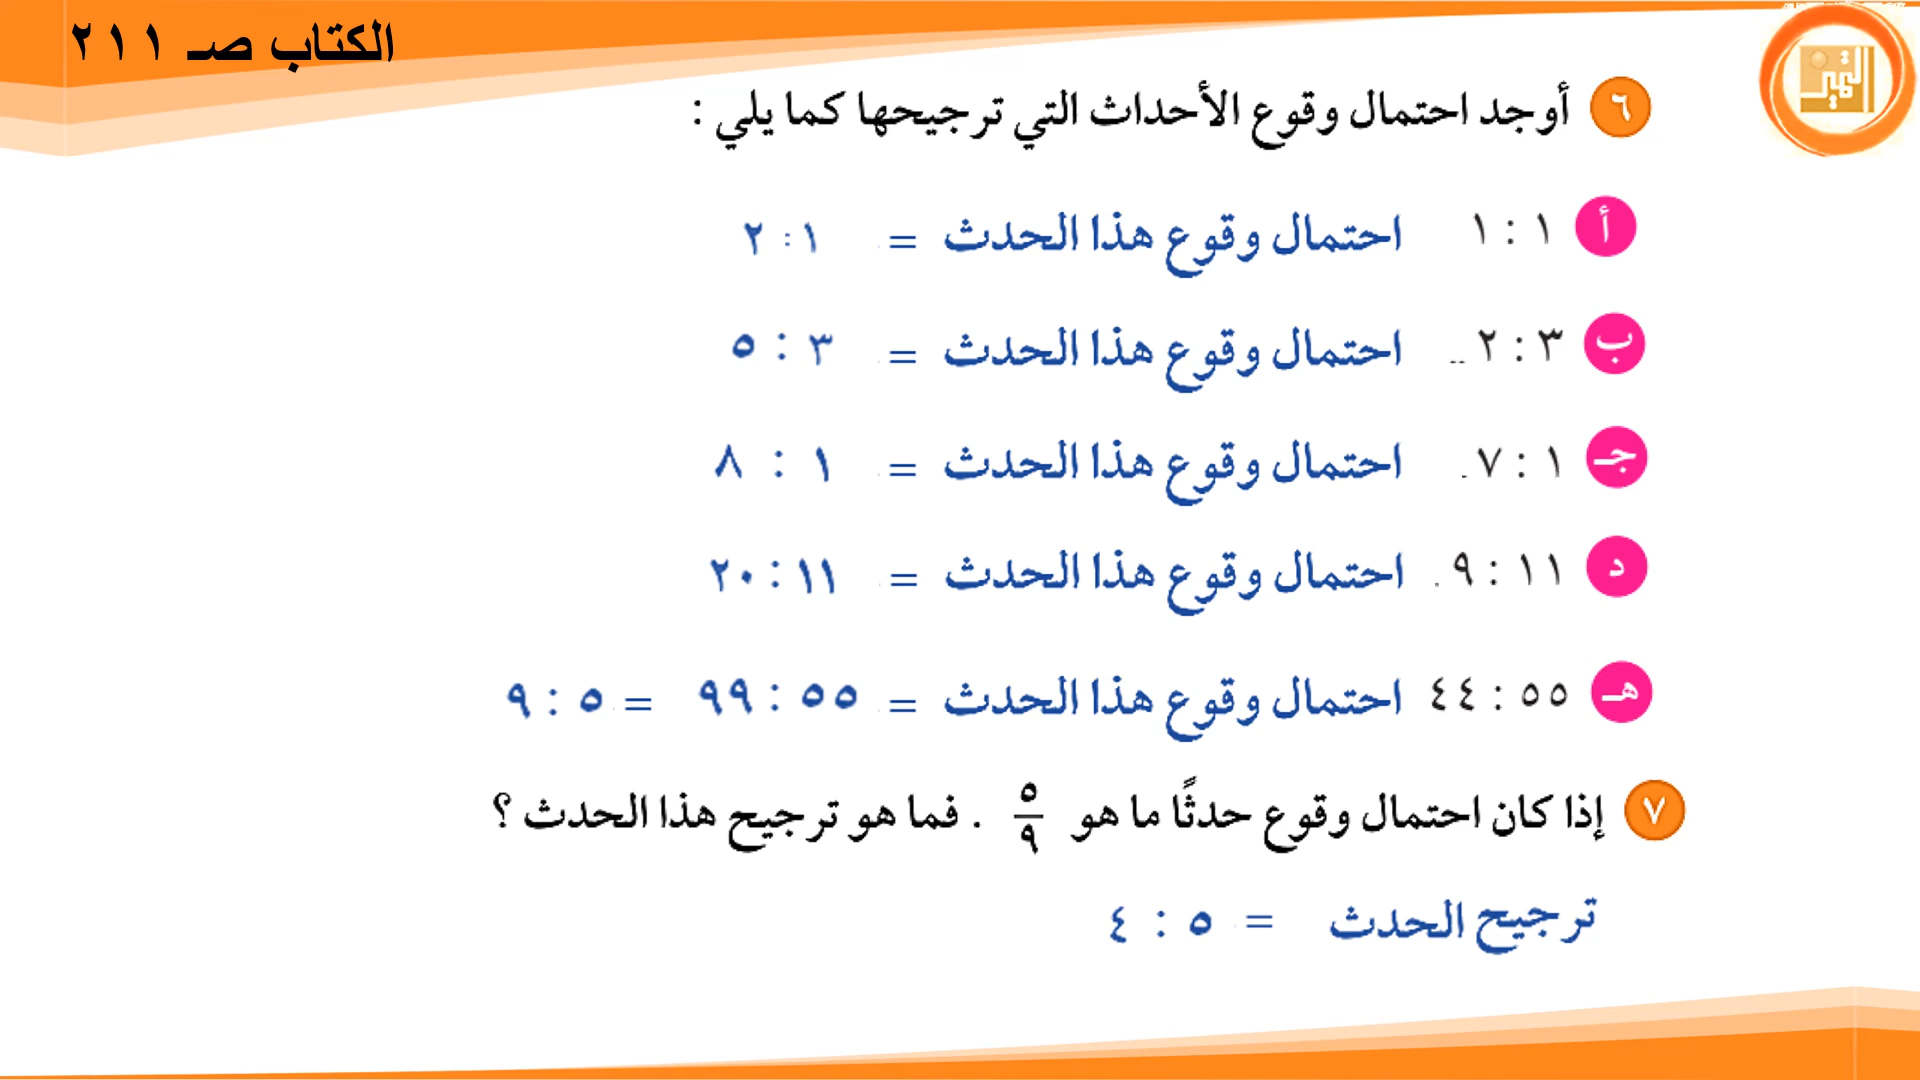 الكتاب صـ ٢١١
التميز
٦ أوجد احتمال وقوع الأحداث التي ترجيحها كما يلي :
أ ١ : ١ احتمال وقوع هذا الحدث = ١ : ٢
ب ٣ : ٢ احتمال وقوع هذا الحدث = ٣ : ٥
جـ ١ : ٧ احتمال وقوع هذا الحدث = ١ : ٨
د ١١ : ٩ احتمال وقوع هذا الحدث = ١١ : ٢٠
هـ ٥٥ : ٤٤ احتمال وقوع هذا الحدث = ٥٥ : ٩٩ = ٥ : ٩
٧ إذا كان احتمال وقوع حدثًا ما هو ٥/٩ . فما هو ترجيح هذا الحدث ؟
ترجيح الحدث = ٥ : ٤